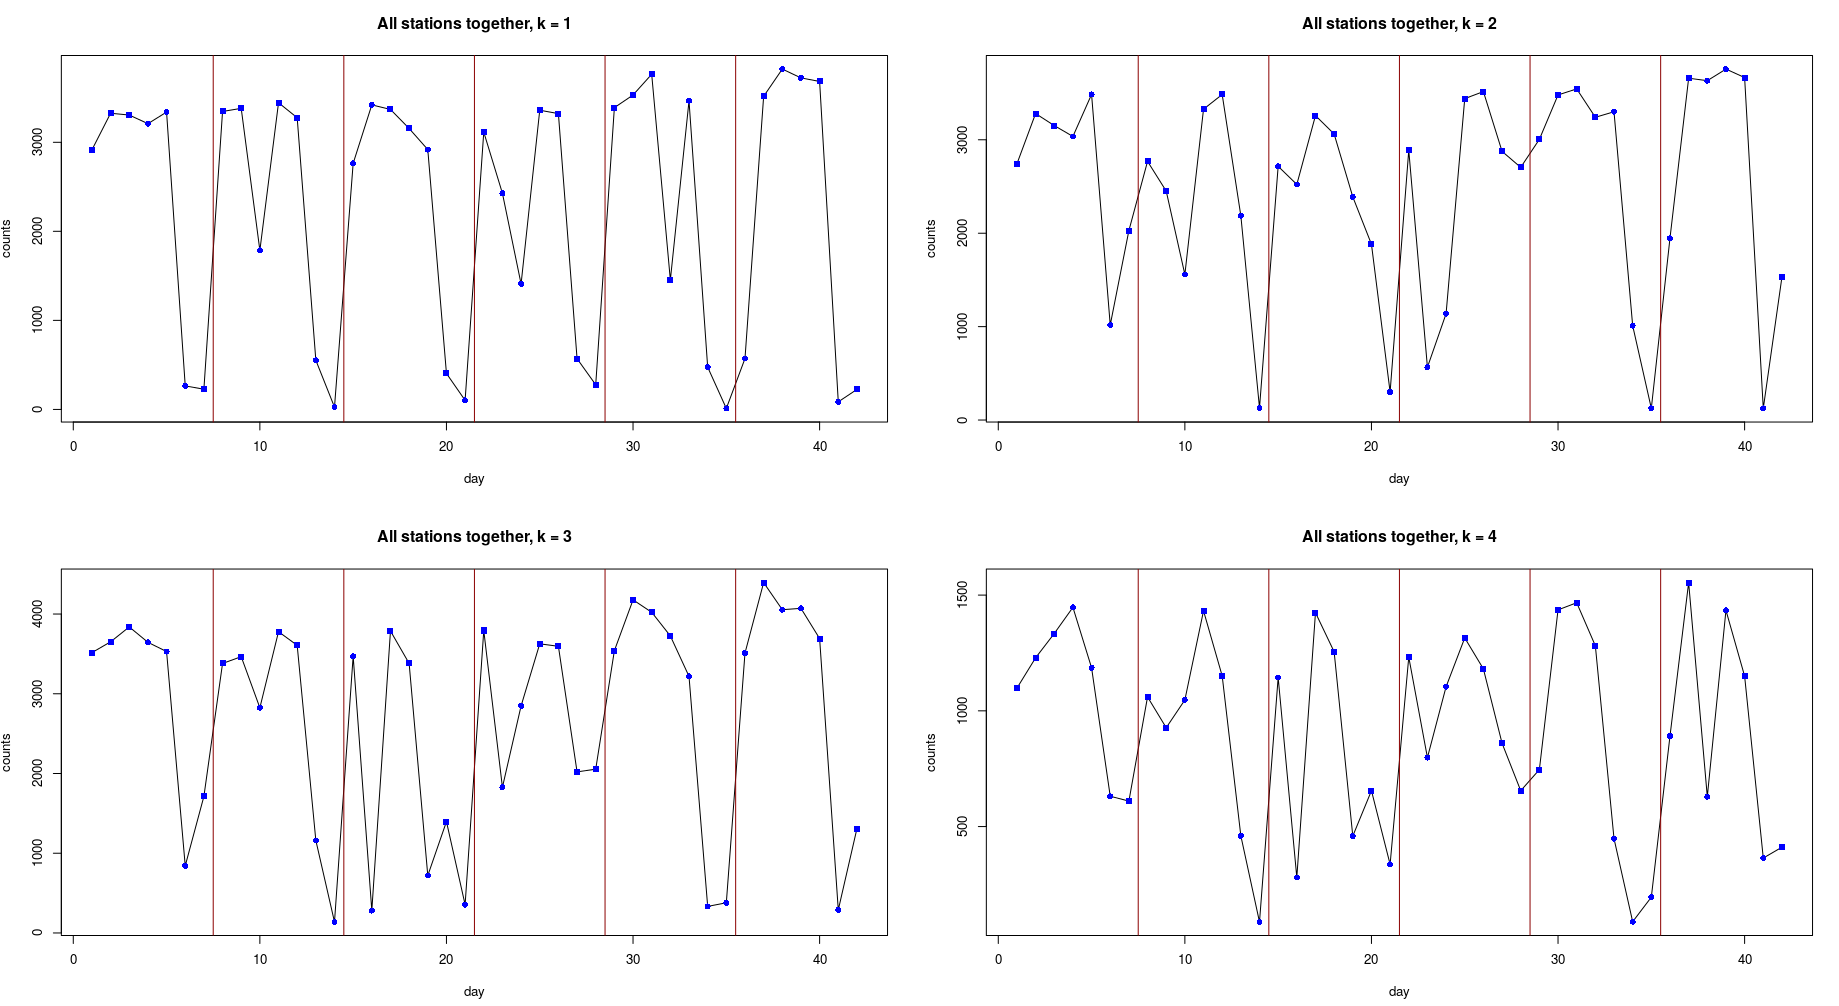 All stations together, k = 1
counts
3000
2000
1000
0
0 10 20 30 40
day
All stations together, k = 2
counts
3000
2000
1000
0
0 10 20 30 40
day
All stations together, k = 3
counts
4000
3000
2000
1000
0
0 10 20 30 40
day
All stations together, k = 4
counts
1500
1000
500
0 10 20 30 40
day